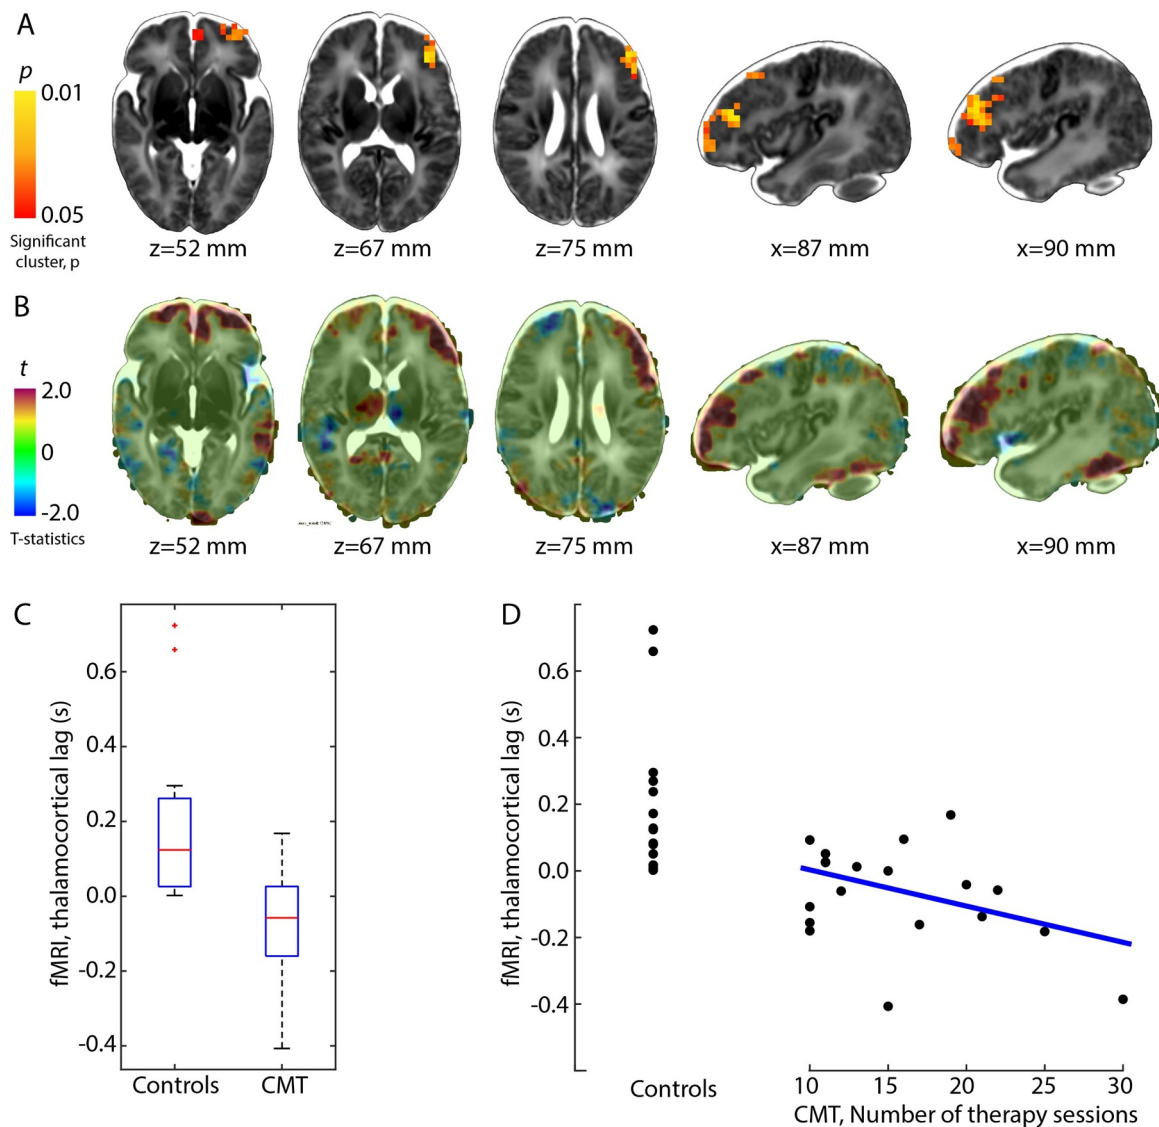 A
p
0.01
0.05
Significant
cluster, p
z=52 mm
z=67 mm
z=75 mm
x=87 mm
x=90 mm
B
t
2.0
0
-2.0
T-statistics
z=52 mm
z=67 mm
z=75 mm
x=87 mm
x=90 mm
C
fMRI, thalamocortical lag (s)
0.6
0.4
0.2
0.0
-0.2
-0.4
Controls
CMT
D
fMRI, thalamocortical lag (s)
0.6
0.4
0.2
0.0
-0.2
-0.4
Controls
10
15
20
25
30
CMT, Number of therapy sessions